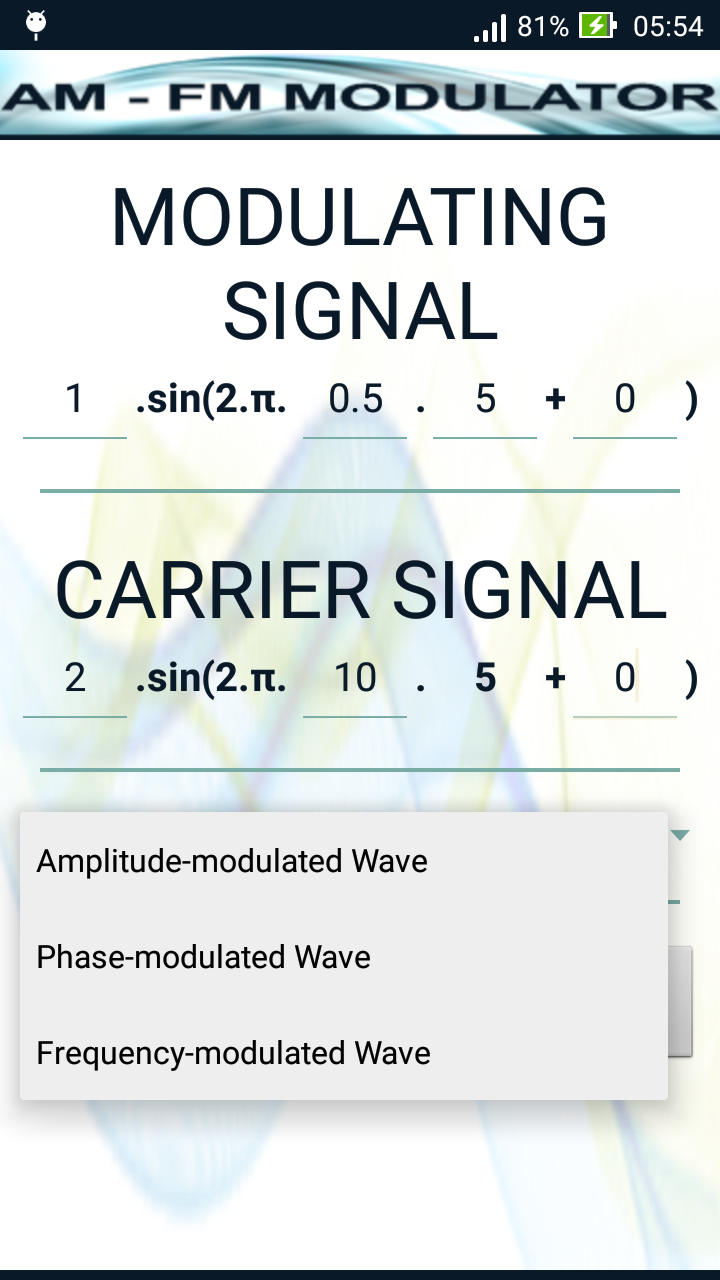 81% 05:54
AM - FM MODULATOR
MODULATING
SIGNAL
1 .sin(2.π. 0.5 . 5 + 0 )
CARRIER SIGNAL
2 .sin(2.π. 10 . 5 + 0 )
Amplitude-modulated Wave
Phase-modulated Wave
Frequency-modulated Wave